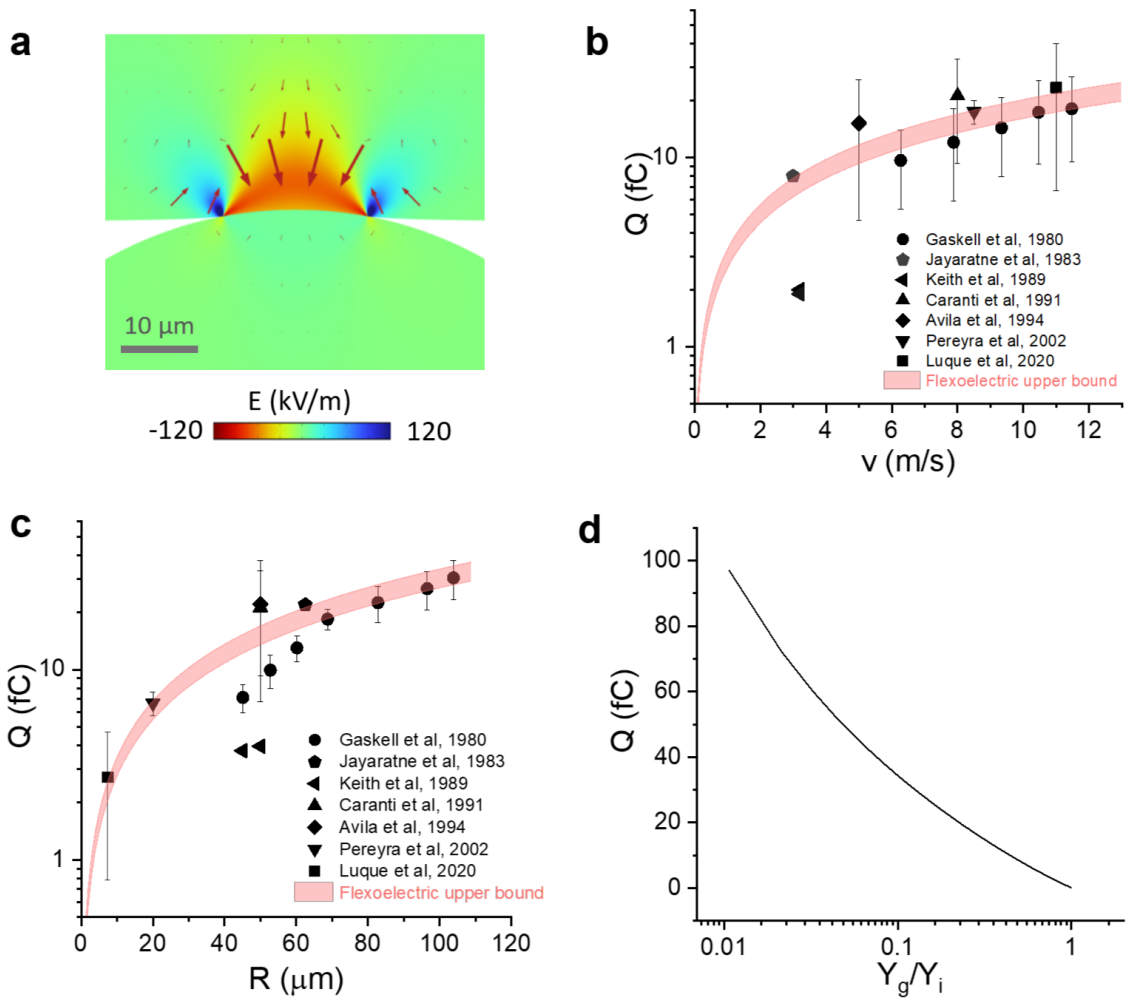 a
10 μm
E (kV/m)
-120
120
b
Q (fC)
10
1
0
2
4
6
8
10
12
v (m/s)
Gaskell et al, 1980
Jayaratne et al, 1983
Keith et al, 1989
Caranti et al, 1991
Avila et al, 1994
Pereyra et al, 2002
Luque et al, 2020
Flexoelectric upper bound
c
Q (fC)
10
1
0
20
40
60
80
100
120
R (μm)
Gaskell et al, 1980
Jayaratne et al, 1983
Keith et al, 1989
Caranti et al, 1991
Avila et al, 1994
Pereyra et al, 2002
Luque et al, 2020
Flexoelectric upper bound
d
Q (fC)
100
80
60
40
20
0
0.01
0.1
1
Yg/Yi